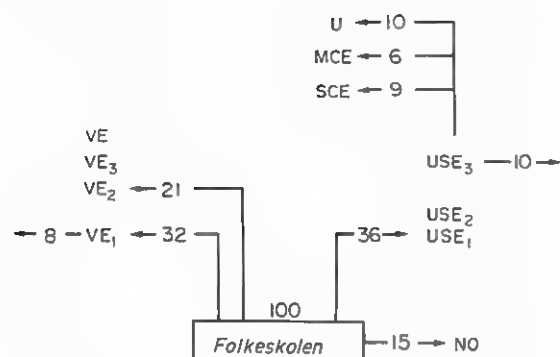 U 10
MCE 6
SCE 9
VE
VE₃
USE₃ 10
VE₂ 21
USE₂
8 VE₁ 32
36 USE₁
100
Folkeskolen
15 NO